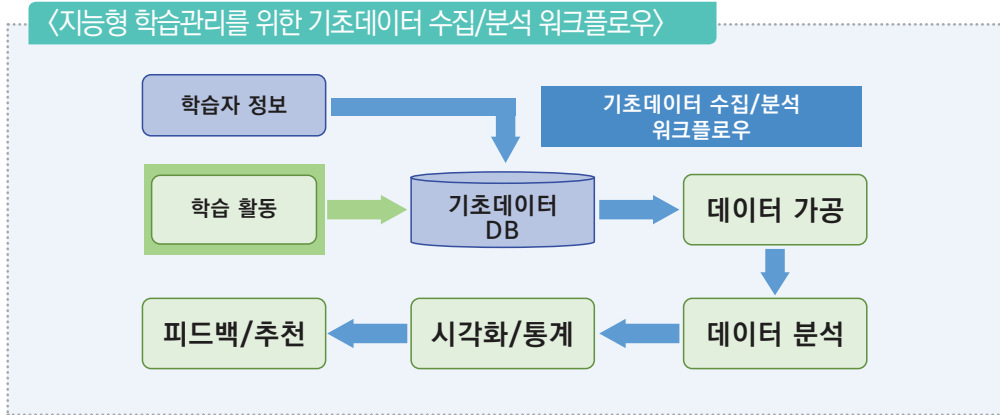 〈지능형 학습관리를 위한 기초데이터 수집/분석 워크플로우〉
학습자 정보
기초데이터 수집/분석
워크플로우
학습 활동
기초데이터
DB
데이터 가공
피드백/추천
시각화/통계
데이터 분석